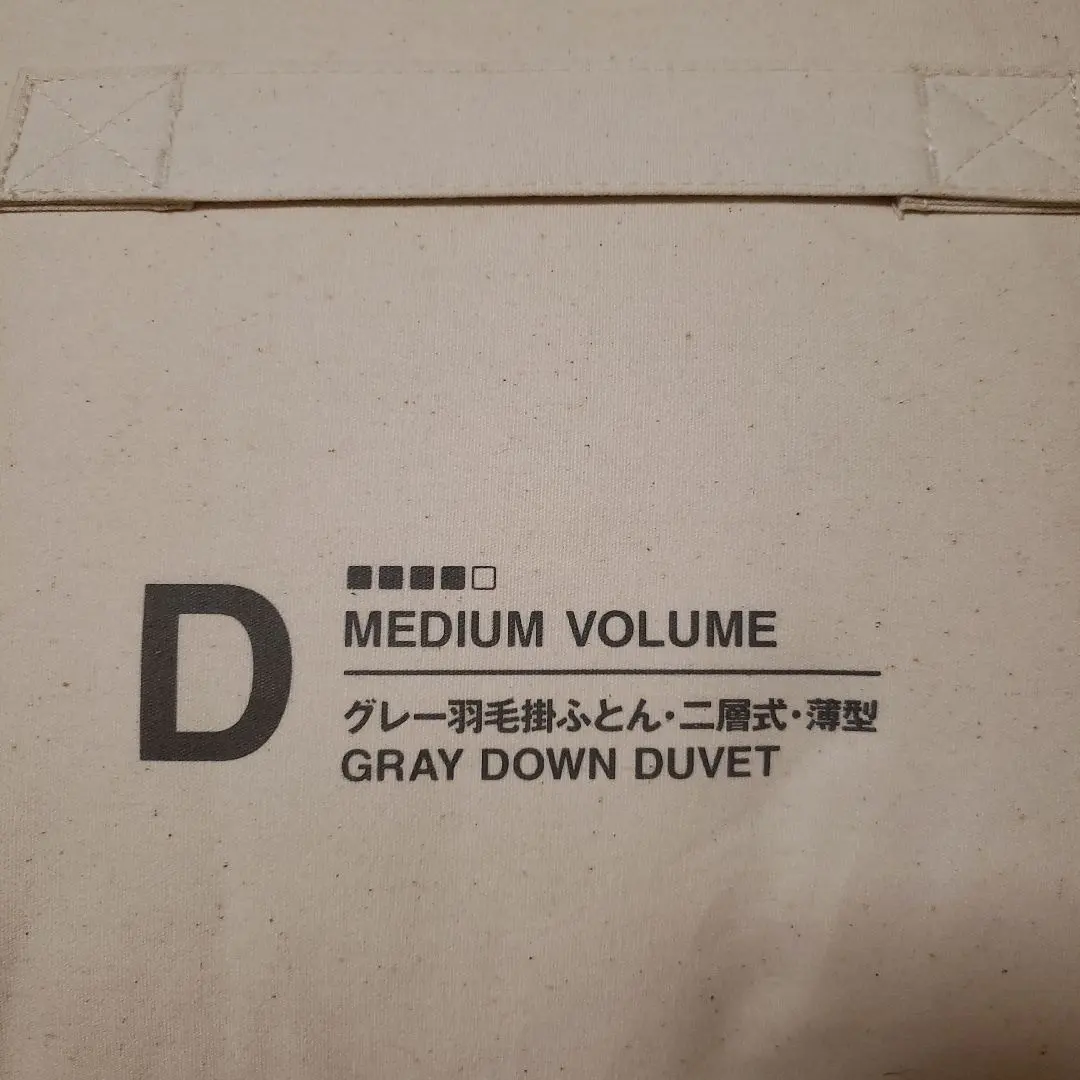 D
■■■■□
MEDIUM VOLUME
グレー羽毛掛ふとん・二層式・薄型
GRAY DOWN DUVET